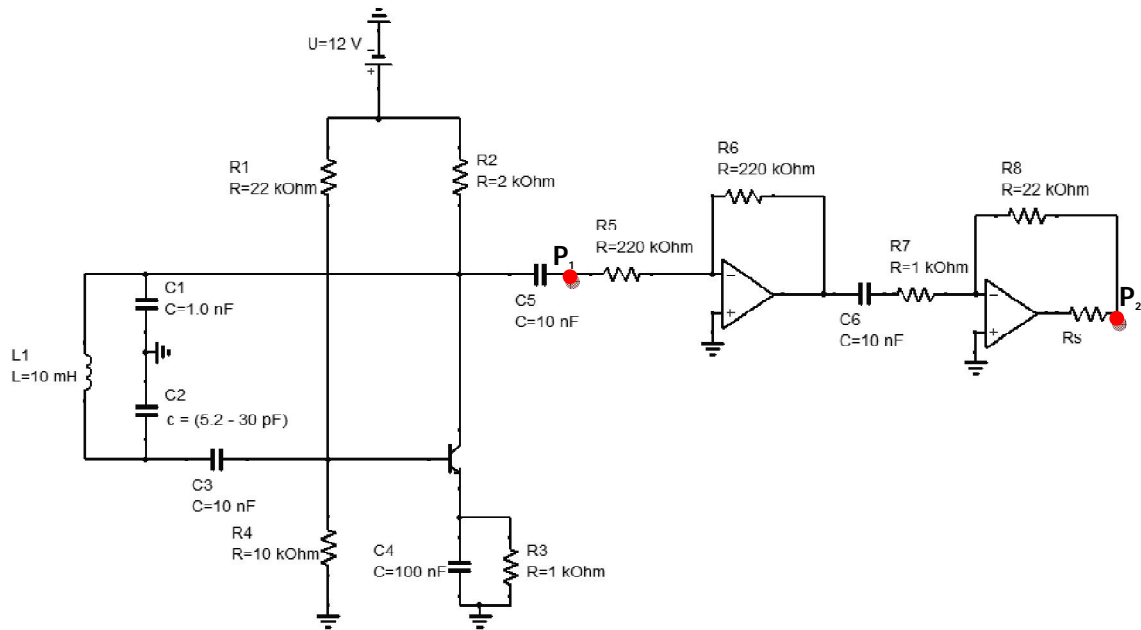 U=12 V
−
+
R1
R=22 kOhm
R2
R=2 kOhm
R6
R=220 kOhm
R8
R=22 kOhm
R5
R=220 kOhm
P1
R7
R=1 kOhm
C5
C=10 nF
−
+
C6
C=10 nF
−
+
Rs
P2
C1
C=1.0 nF
L1
L=10 mH
C2
c = (5.2 - 30 pF)
C3
C=10 nF
R4
R=10 kOhm
C4
C=100 nF
R3
R=1 kOhm